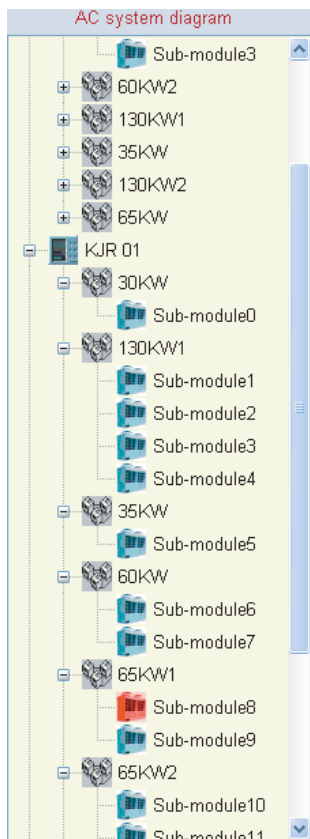 AC system diagram
Sub-module3
60KW2
130KW1
35KW
130KW2
65KW
KJR 01
30KW
Sub-module0
130KW1
Sub-module1
Sub-module2
Sub-module3
Sub-module4
35KW
Sub-module5
60KW
Sub-module6
Sub-module7
65KW1
Sub-module8
Sub-module9
65KW2
Sub-module10
Sub-module11